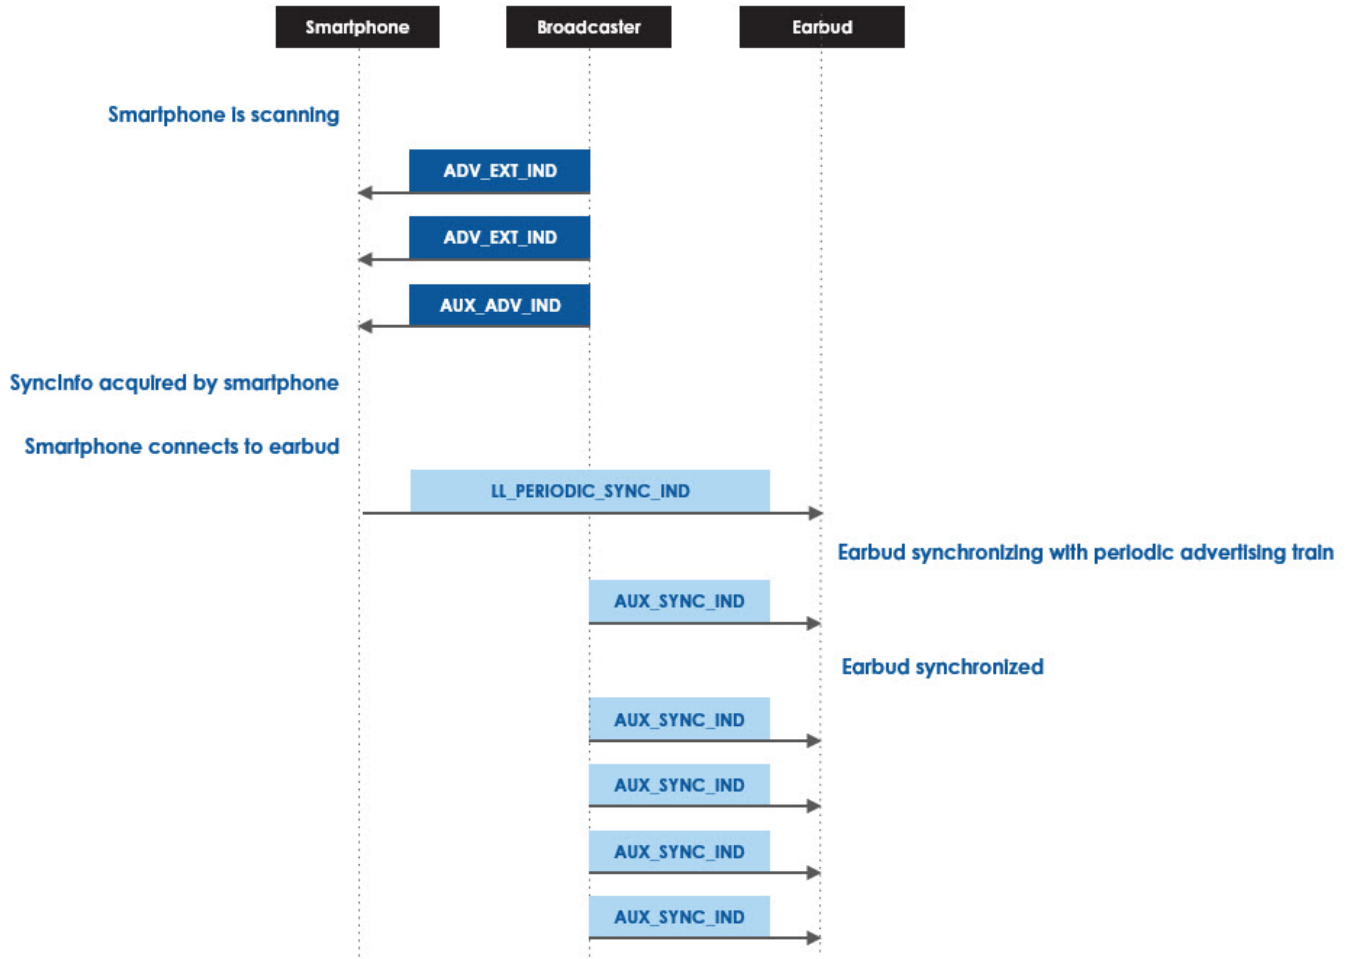 Smartphone
Broadcaster
Earbud
Smartphone is scanning
ADV_EXT_IND
ADV_EXT_IND
AUX_ADV_IND
SyncInfo acquired by smartphone
Smartphone connects to earbud
LL_PERIODIC_SYNC_IND
Earbud synchronizing with periodic advertising train
AUX_SYNC_IND
Earbud synchronized
AUX_SYNC_IND
AUX_SYNC_IND
AUX_SYNC_IND
AUX_SYNC_IND